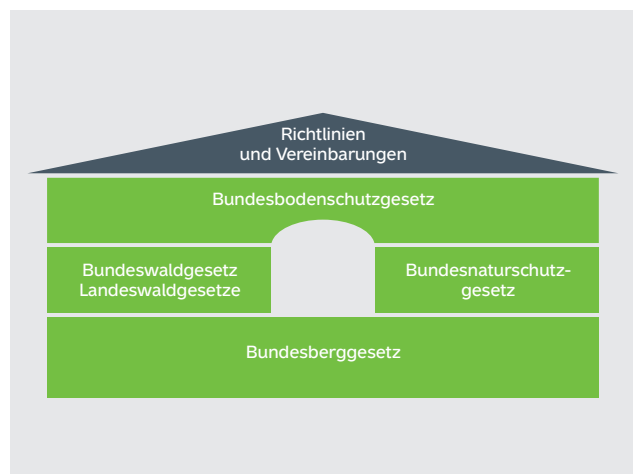 Richtlinien
und Vereinbarungen
Bundesbodenschutzgesetz
Bundeswaldgesetz
Landeswaldgesetze
Bundesnaturschutz-
gesetz
Bundesberggesetz